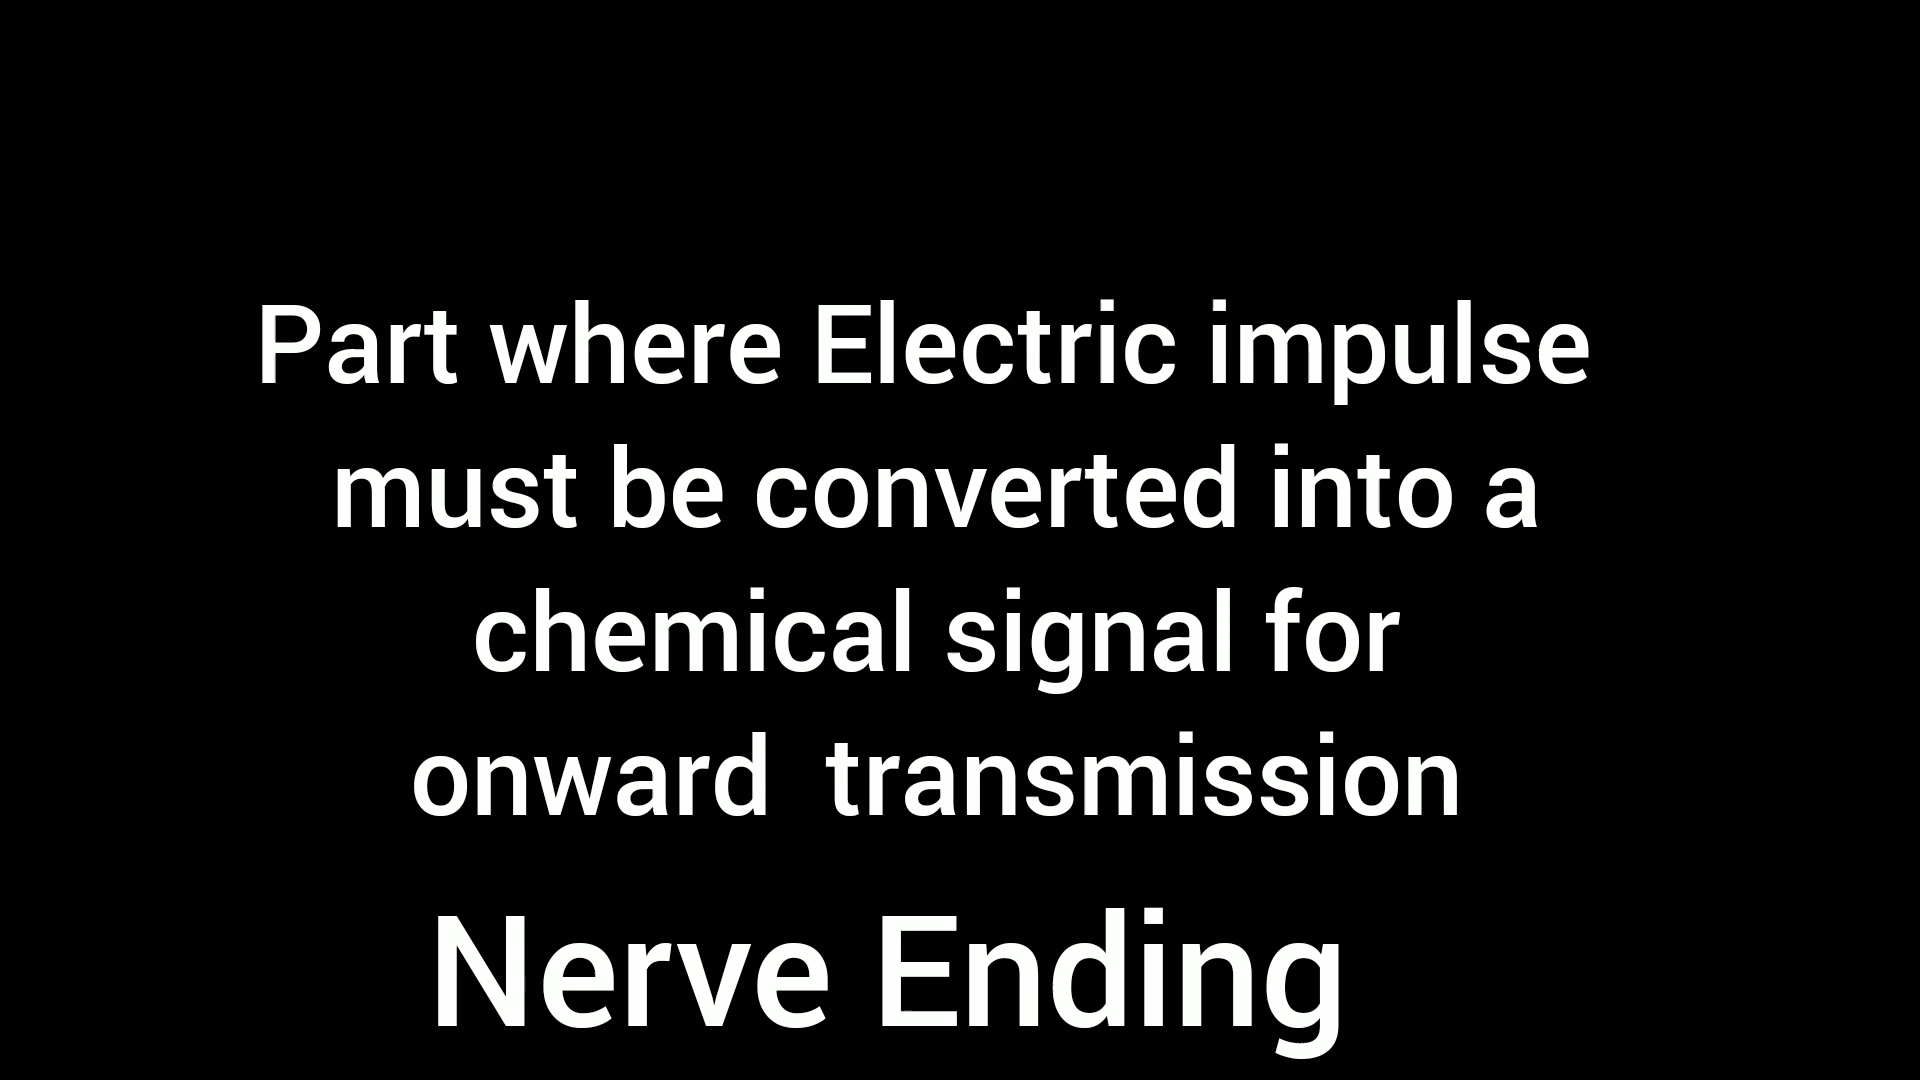 Part where Electric impulse
must be converted into a
chemical signal for
onward  transmission
Nerve Ending